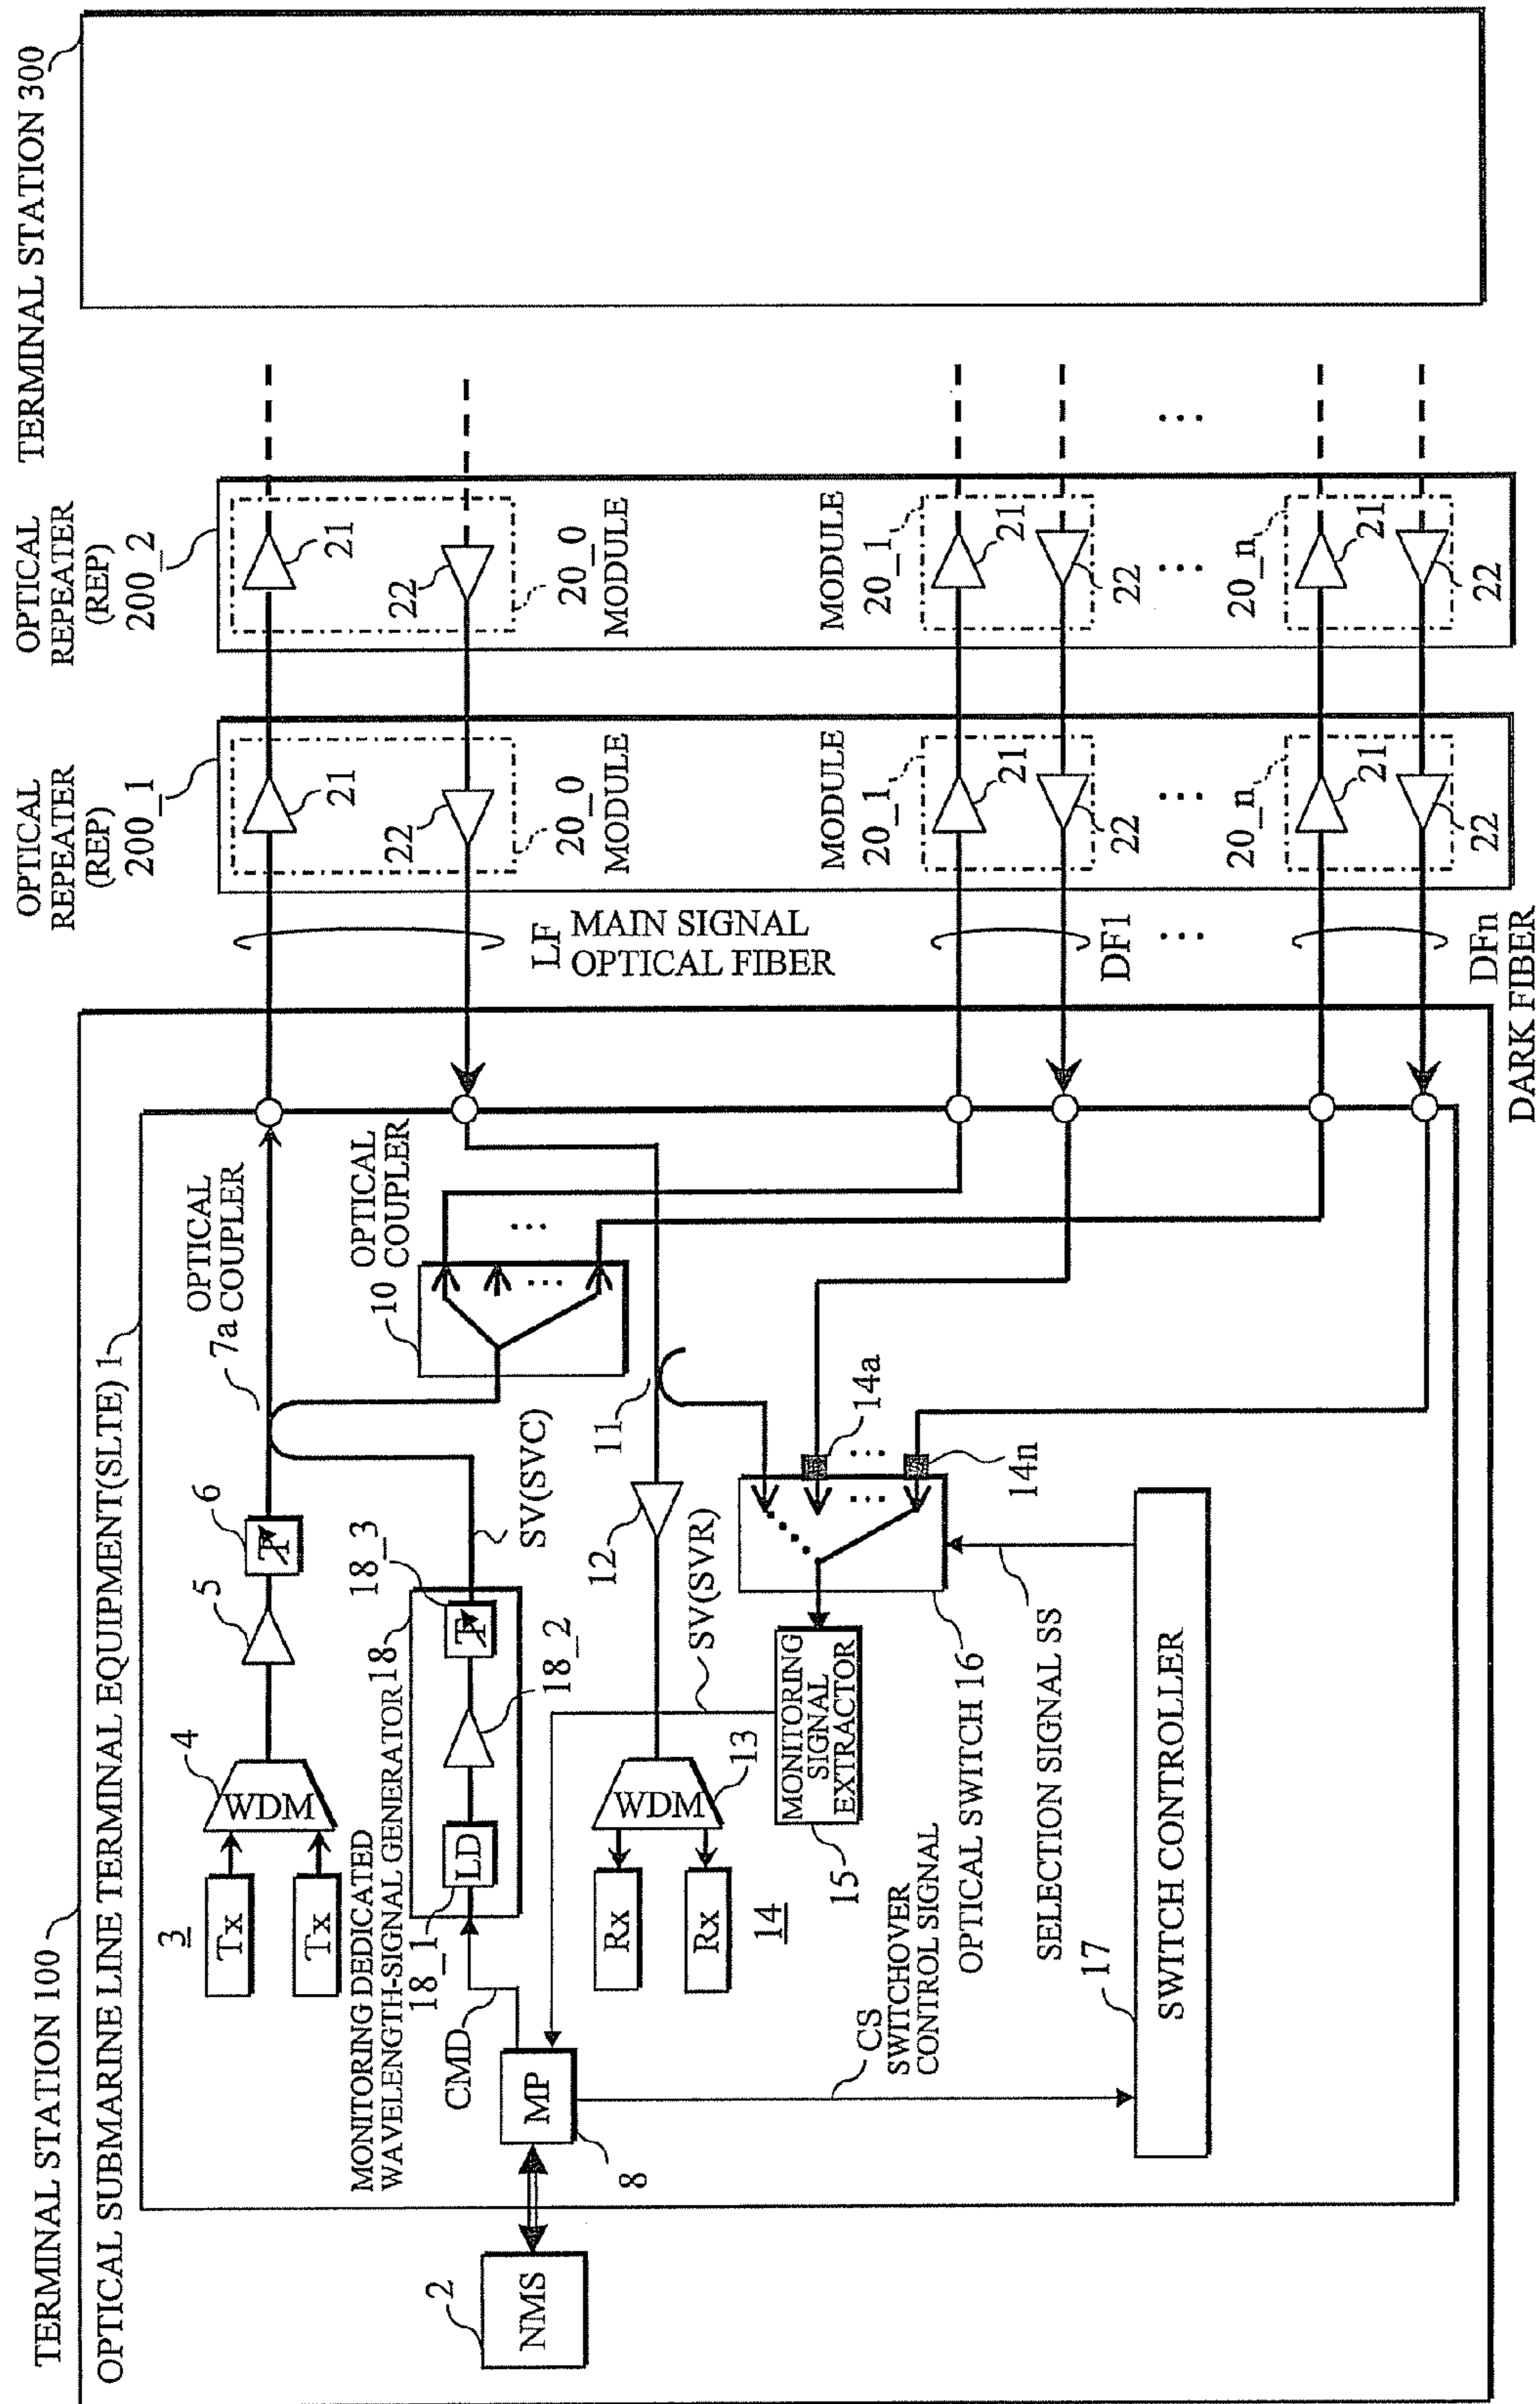 TERMINAL STATION 100
OPTICAL SUBMARINE LINE TERMINAL EQUIPMENT(SLTE) 1
OPTICAL
REPEATER
(REP)
200_1
OPTICAL
REPEATER
(REP)
200_2
TERMINAL STATION 300
3
Tx
Tx
4
WDM
5
6
T
7a
OPTICAL
COUPLER
21
21
MONITORING DEDICATED
WAVELENGTH-SIGNAL GENERATOR 18
18_1
LD
18_2
18_3
T
SV(SVC)
10
OPTICAL
COUPLER
...
...
22
20_0
MODULE
22
20_0
MODULE
LF
MAIN SIGNAL
OPTICAL FIBER
2
NMS
MP
8
CMD
Rx
Rx
14
WDM
13
12
11
SV(SVR)
MONITORING
SIGNAL
EXTRACTOR
15
14a
...
...
14n
OPTICAL SWITCH 16
CS
SWITCHOVER
CONTROL SIGNAL
SELECTION SIGNAL SS
17
SWITCH CONTROLLER
MODULE
20_1
21
22
MODULE
20_1
21
22
DF1
...
...
...
...
20_n
21
22
20_n
21
22
DFn
DARK FIBER